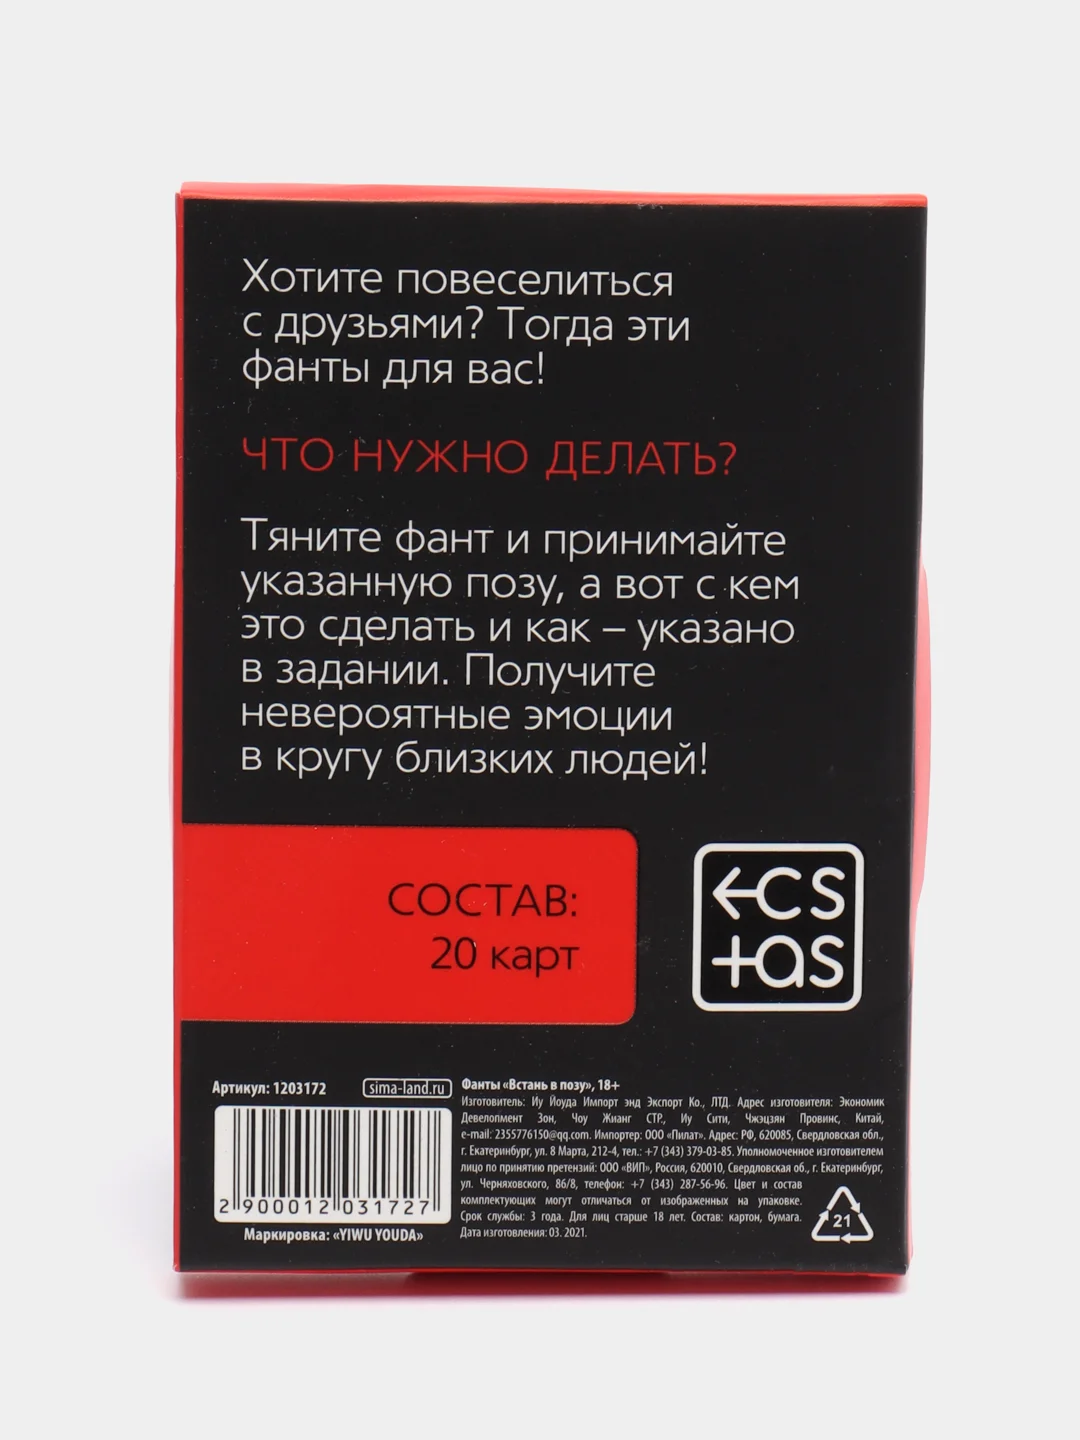 Хотите повеселиться
с друзьями? Тогда эти
фанты для вас!
ЧТО НУЖНО ДЕЛАТЬ?
Тяните фант и принимайте
указанную позу, а вот с кем
это сделать и как – указано
в задании. Получите
невероятные эмоции
в кругу близких людей!
СОСТАВ:
20 карт
ecs
tas
Артикул: 1203172
sima-land.ru
2 900012 031727
Маркировка: «YIWU YOUDA»
Фанты «Встань в позу», 18+
Изготовитель: Иу Йоуда Импорт энд Экспорт Ко., ЛТД. Адрес изготовителя: Экономик
Девелопмент Зон, Чоу Жианг СТР., Иу Сити, Чжэцзян Провинс, Китай,
e-mail: 2355776150@qq.com. Импортер: ООО «Пилат». Адрес: РФ, 620085, Свердловская обл.,
г. Екатеринбург, ул. 8 Марта, 212-4, тел.: +7 (343) 379-03-85. Уполномоченное изготовителем
лицо по принятию претензий: ООО «ВИП», Россия, 620010, Свердловская об., г. Екатеринбург,
ул. Черняховского, 86/8, телефон: +7 (343) 287-56-96. Цвет и состав
комплектующих могут отличаться от изображенных на упаковке.
Срок службы: 3 года. Для лиц старше 18 лет. Состав: картон, бумага.
Дата изготовления: 03. 2021.
21